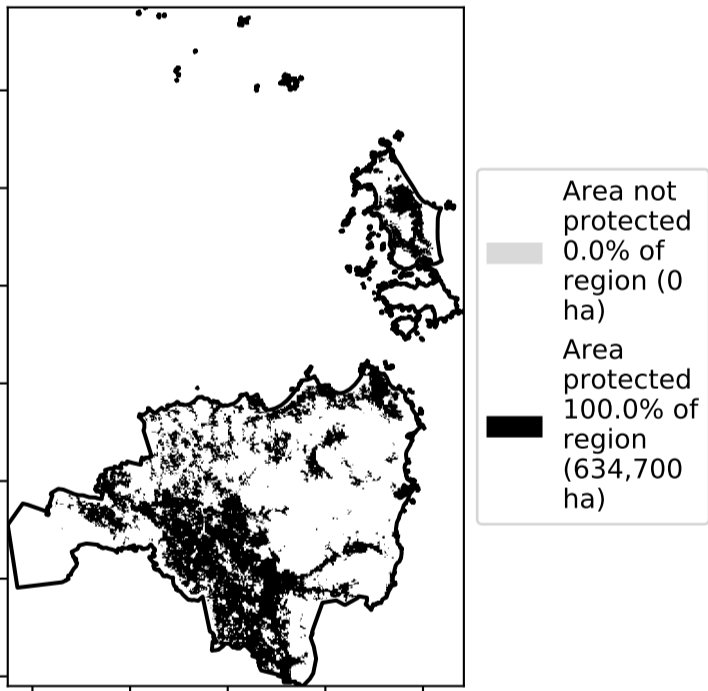 Area not
protected
0.0% of
region (0
ha)
Area
protected
100.0% of
region
(634,700
ha)